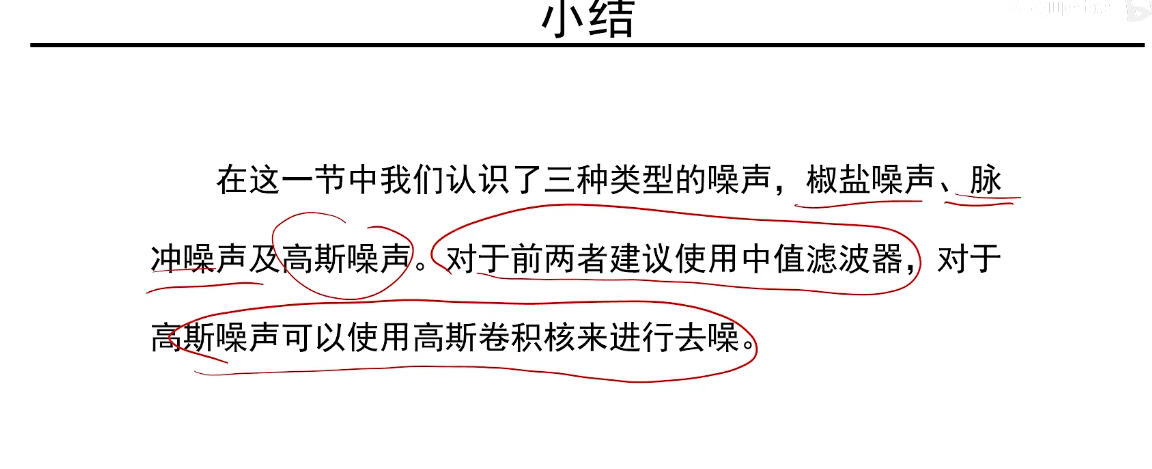 小结
在这一节中我们认识了三种类型的噪声，椒盐噪声、脉
冲噪声及高斯噪声。对于前两者建议使用中值滤波器，对于
高斯噪声可以使用高斯卷积核来进行去噪。